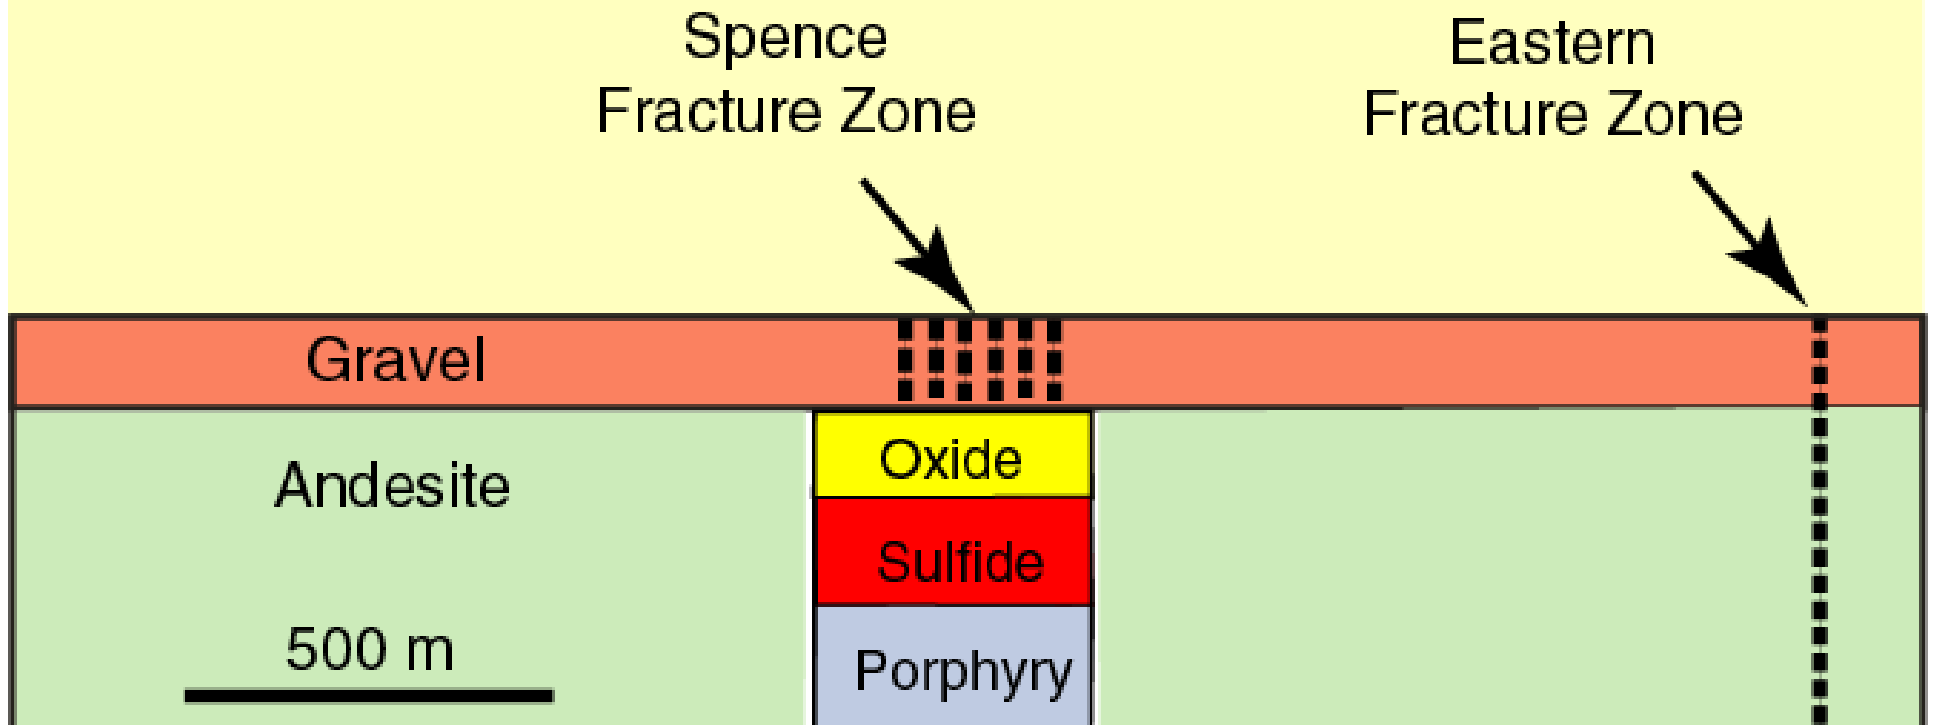 Spence
Fracture Zone
Eastern
Fracture Zone
Gravel
Andesite
Oxide
Sulfide
500 m
Porphyry